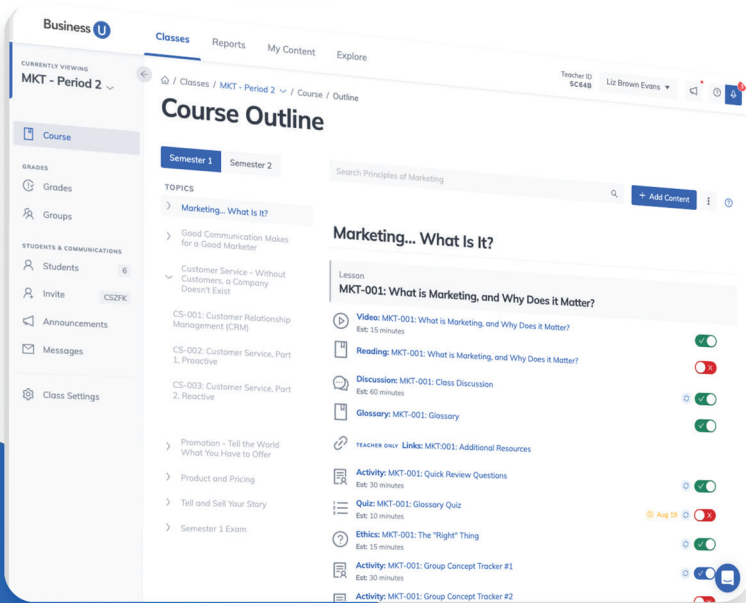 Business U
Classes
Reports
My Content
Explore
Teacher ID
5C64B
Liz Brown Evans
CURRENTLY VIEWING
MKT - Period 2
Course
GRADES
Grades
Groups
STUDENTS & COMMUNICATIONS
Students 6
Invite CSZFK
Announcements
Messages
Class Settings
/ Classes / MKT - Period 2 / Course / Outline
Course Outline
Semester 1
Semester 2
TOPICS
Marketing... What Is It?
Good Communication Makes
for a Good Marketer
Customer Service - Without
Customers, a Company
Doesn't Exist
CS-001: Customer Relationship
Management (CRM)
CS-002: Customer Service, Part
1, Proactive
CS-003: Customer Service, Part
2, Reactive
Promotion - Tell the World
What You Have to Offer
Product and Pricing
Tell and Sell Your Story
Semester 1 Exam
Search Principles of Marketing
+ Add Content
Marketing... What Is It?
Lesson
MKT-001: What is Marketing, and Why Does it Matter?
Video: MKT-001: What is Marketing, and Why Does it Matter?
Est: 15 minutes
Reading: MKT-001: What is Marketing, and Why Does it Matter?
Discussion: MKT-001: Class Discussion
Est: 60 minutes
Glossary: MKT-001: Glossary
TEACHER ONLY Links: MKT:001: Additional Resources
Activity: MKT-001: Quick Review Questions
Est: 30 minutes
Quiz: MKT-001: Glossary Quiz
Est: 10 minutes
Aug 19
Ethics: MKT-001: The "Right" Thing
Est: 15 minutes
Activity: MKT-001: Group Concept Tracker #1
Est: 30 minutes
Activity: MKT-001: Group Concept Tracker #2